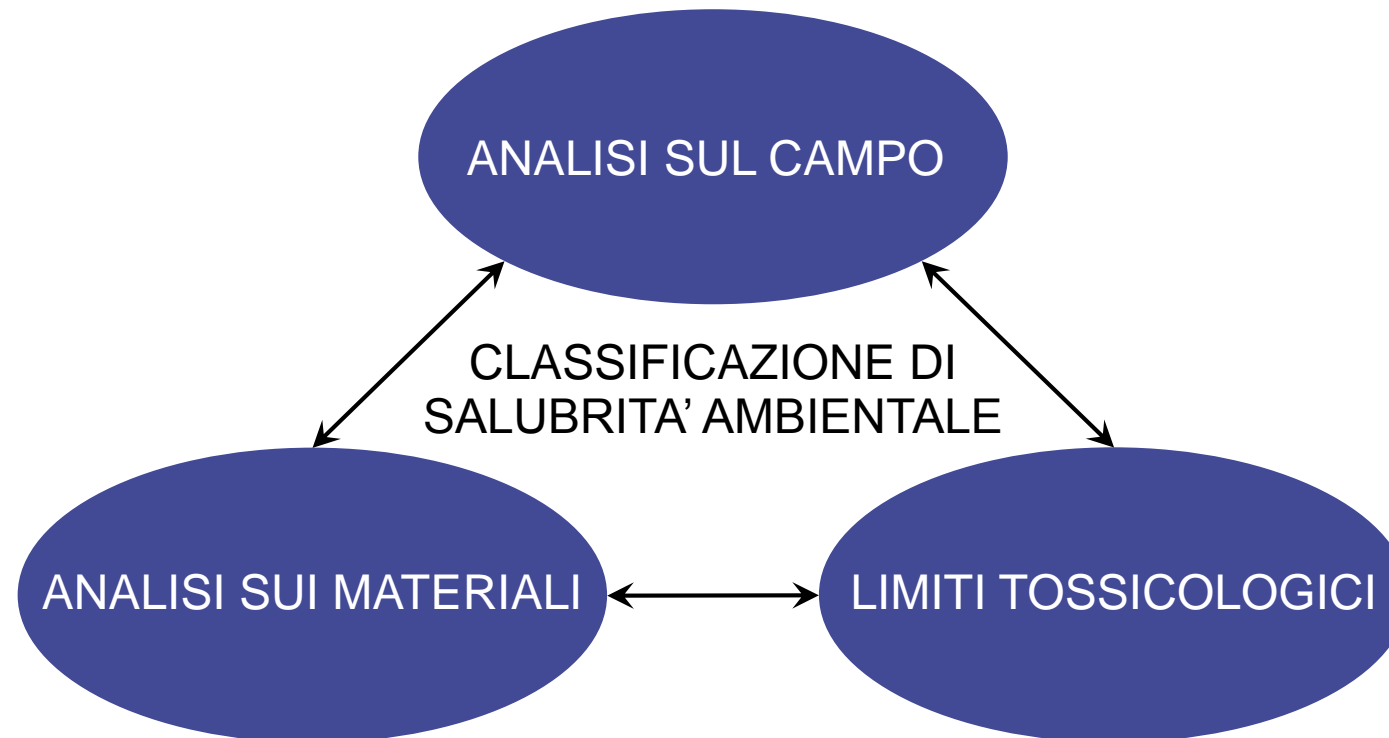 ANALISI SUL CAMPO
CLASSIFICAZIONE DI
SALUBRITA’ AMBIENTALE
ANALISI SUI MATERIALI
LIMITI TOSSICOLOGICI